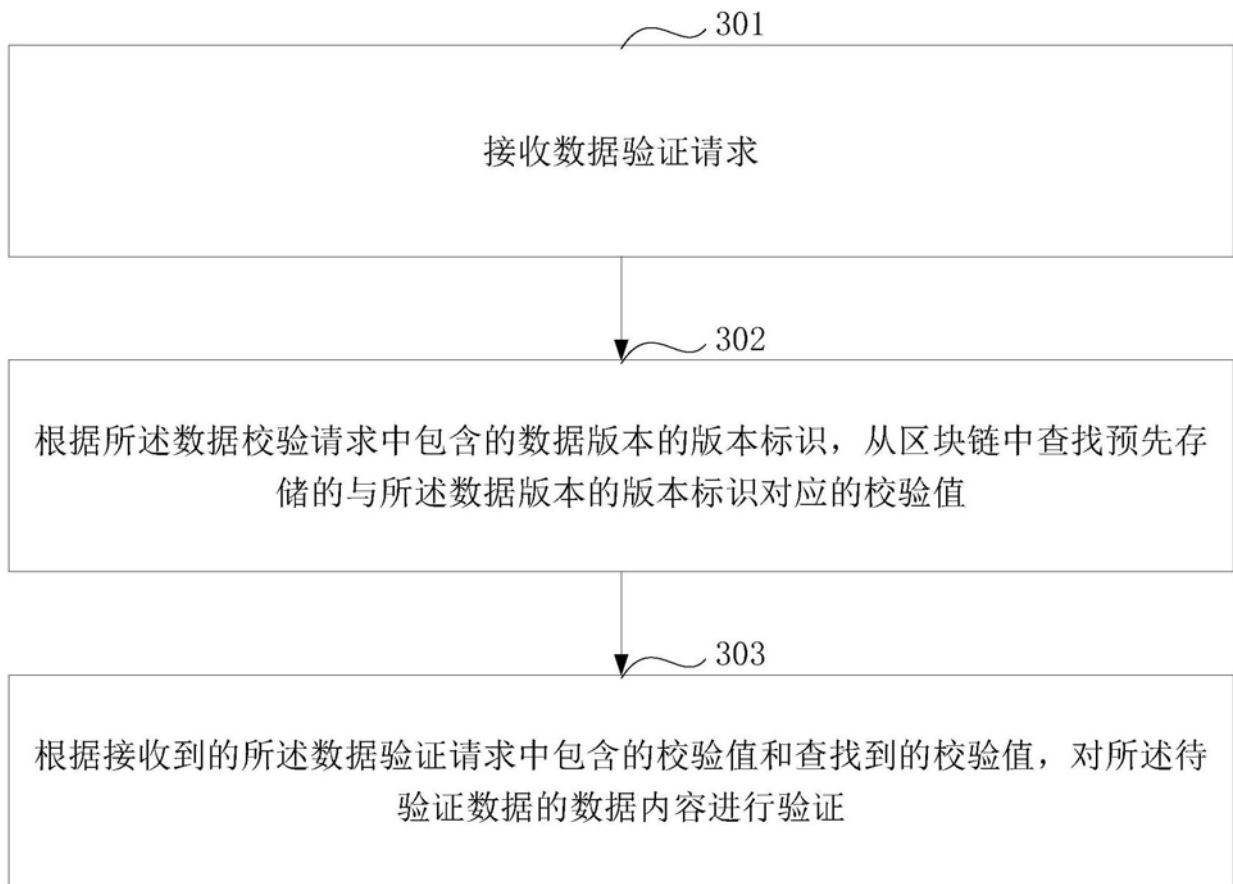 301
接收数据验证请求
302
根据所述数据校验请求中包含的数据版本的版本标识，从区块链中查找预先存
储的与所述数据版本的版本标识对应的校验值
303
根据接收到的所述数据验证请求中包含的校验值和查找到的校验值，对所述待
验证数据的数据内容进行验证